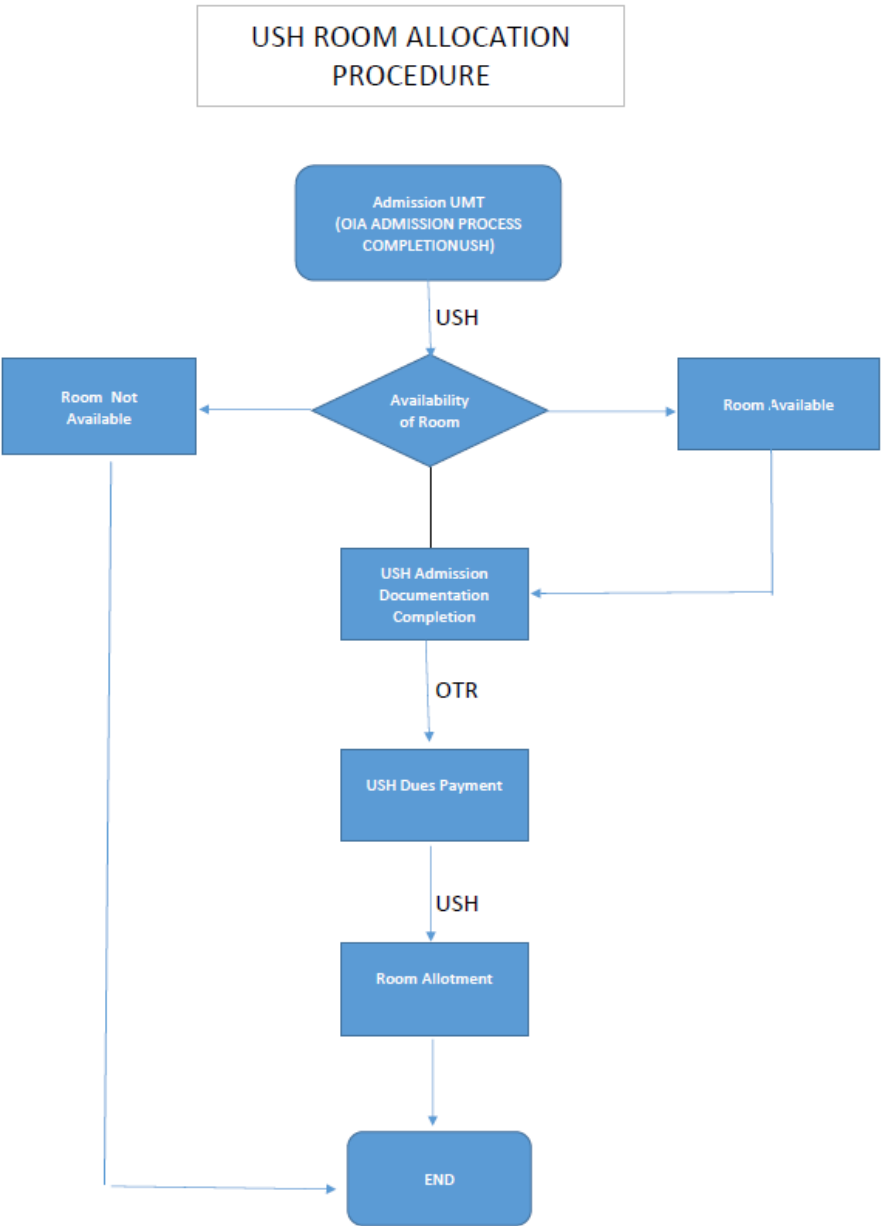 USH ROOM ALLOCATION
PROCEDURE
Admission UMT
(OIA ADMISSION PROCESS
COMPLETIONUSH)
USH
Room Not
Available
Availability
of Room
Room Available
USH Admission
Documentation
Completion
OTR
USH Dues Payment
USH
Room Allotment
END